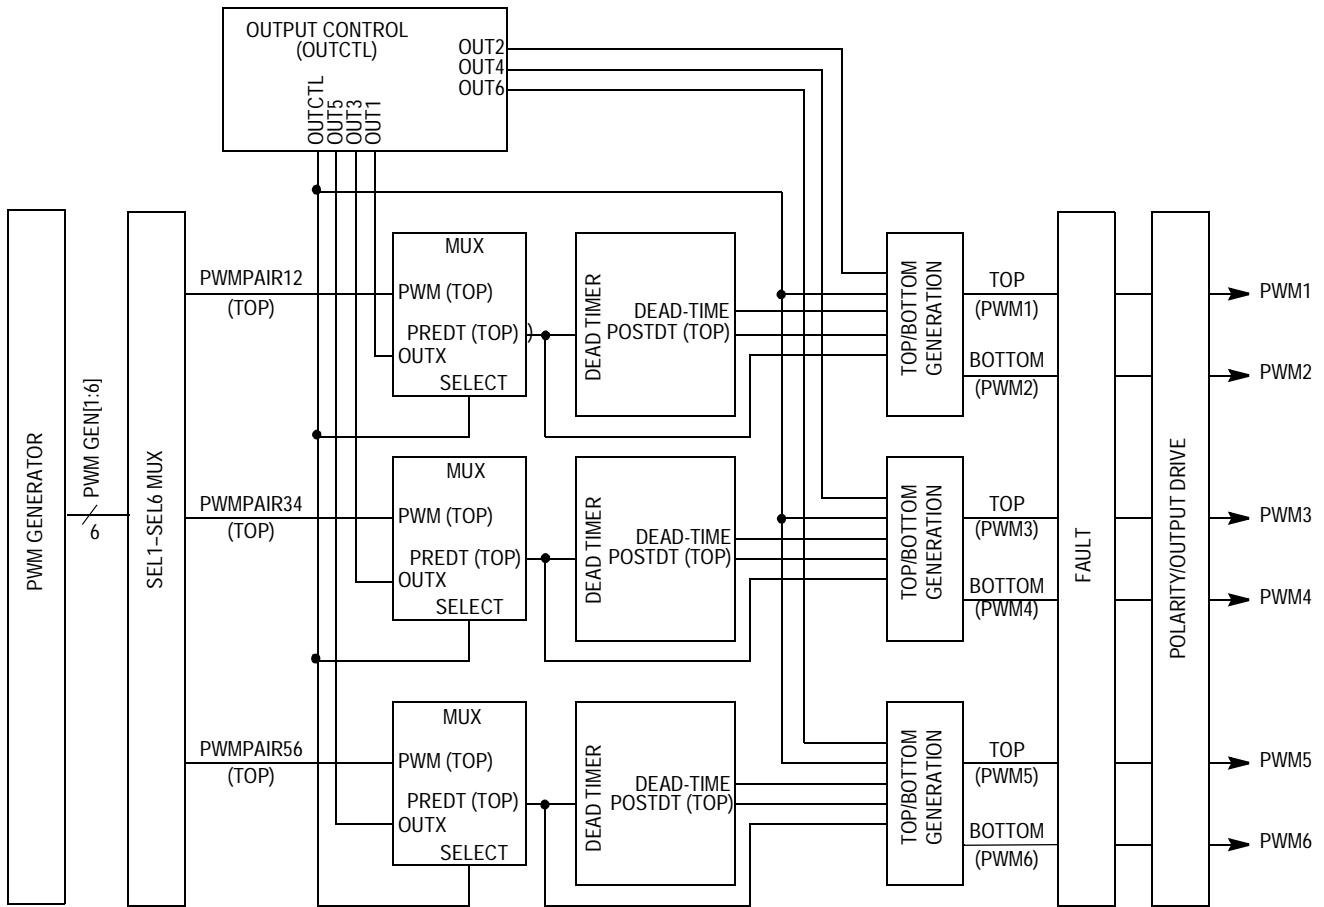 OUTPUT CONTROL
(OUTCTL)
OUT2
OUT4
OUT6
OUTCTL
OUT5
OUT3
OUT1
PWM GENERATOR
PWM GEN[1:6]
6
SEL1–SEL6 MUX
PWMPAIR12
(TOP)
MUX
PWM (TOP)
PREDT (TOP) )
OUTX
SELECT
DEAD TIMER
DEAD-TIME
POSTDT (TOP)
TOP/BOTTOM
GENERATION
TOP
(PWM1)
BOTTOM
(PWM2)
PWM1
PWM2
PWMPAIR34
(TOP)
MUX
PWM (TOP)
PREDT (TOP)
OUTX
SELECT
DEAD TIMER
DEAD-TIME
POSTDT (TOP)
TOP/BOTTOM
GENERATION
TOP
(PWM3)
BOTTOM
(PWM4)
FAULT
POLARITY/OUTPUT DRIVE
PWM3
PWM4
PWMPAIR56
(TOP)
MUX
PWM (TOP)
PREDT (TOP)
OUTX
SELECT
DEAD TIMER
DEAD-TIME
POSTDT (TOP)
TOP/BOTTOM
GENERATION
TOP
(PWM5)
BOTTOM
(PWM6)
PWM5
PWM6